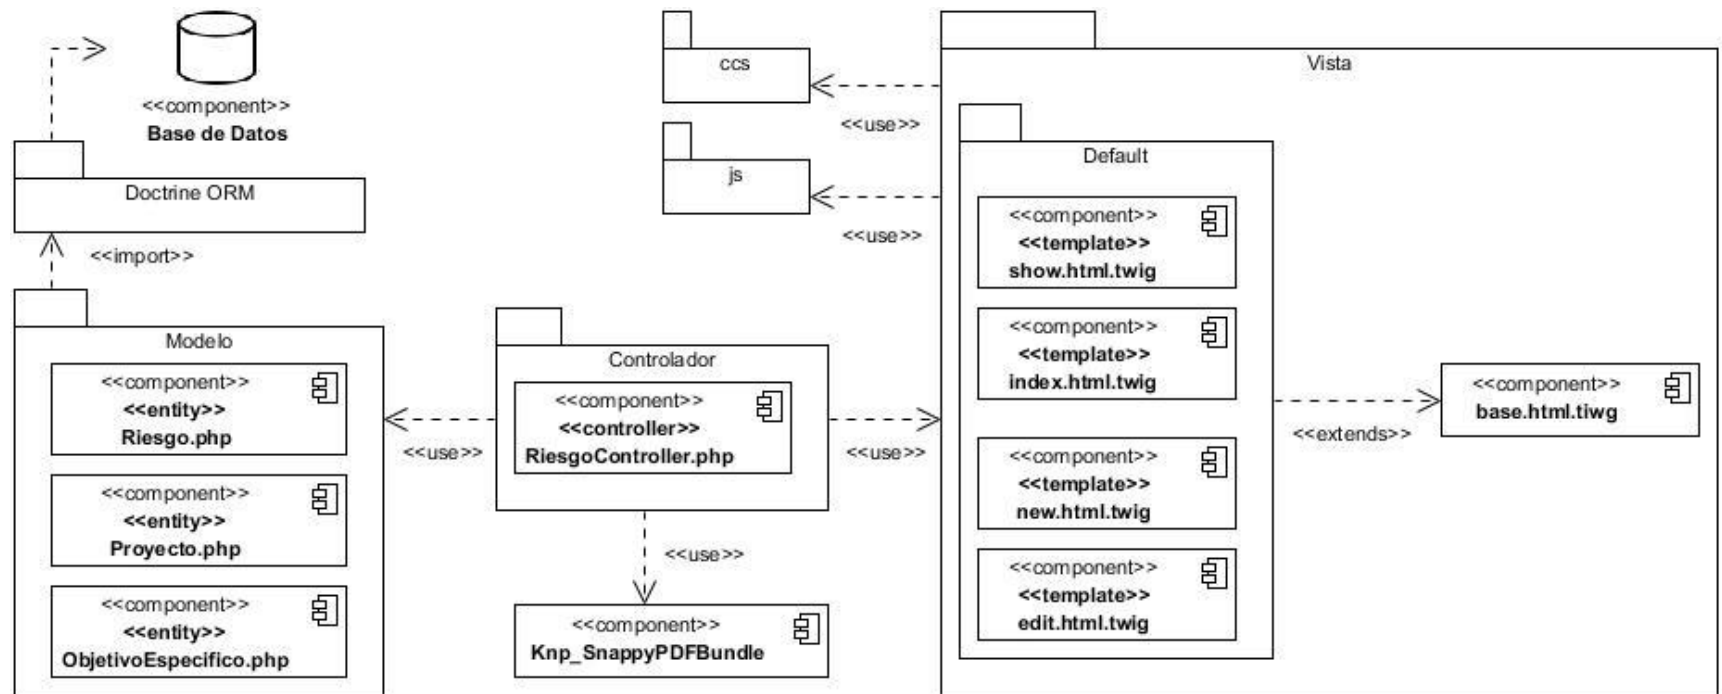 <<component>>
Base de Datos
Doctrine ORM
<<import>>
Modelo
<<component>>
<<entity>>
Riesgo.php
<<component>>
<<entity>>
Proyecto.php
<<component>>
<<entity>>
ObjetivoEspecifico.php
<<use>>
Controlador
<<component>>
<<controller>>
RiesgoController.php
<<use>>
<<use>>
<<component>>
Knp_SnappyPDFBundle
ccs
<<use>>
js
<<use>>
Vista
Default
<<component>>
<<template>>
show.html.twig
<<component>>
<<template>>
index.html.twig
<<component>>
<<template>>
new.html.twig
<<component>>
<<template>>
edit.html.twig
<<extends>>
<<component>>
base.html.tiwg